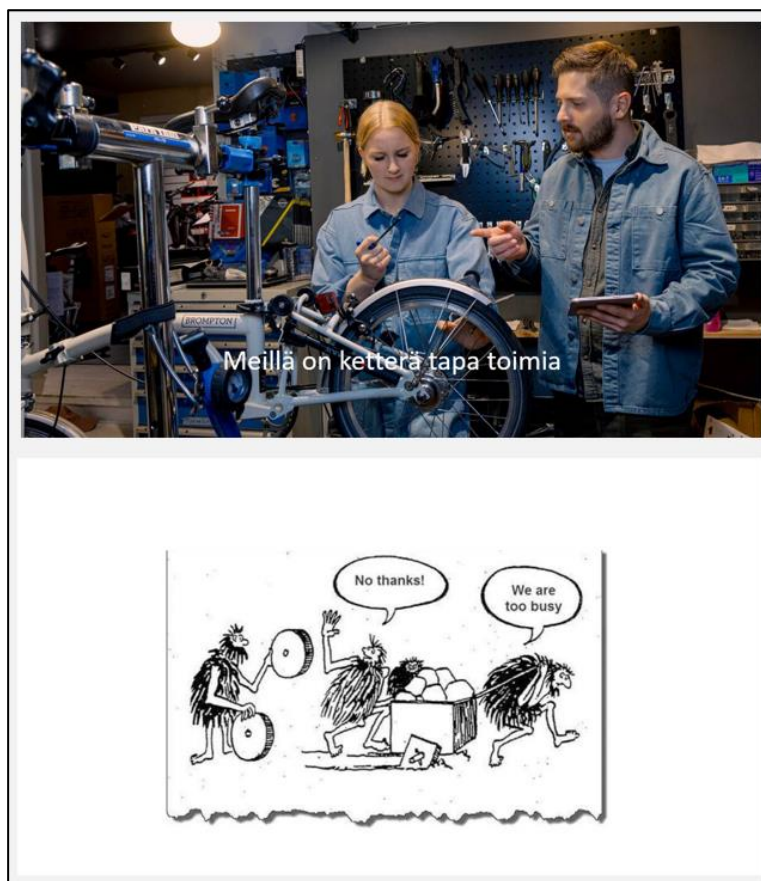 BROMPTON
Meillä on ketterä tapa toimia
No thanks!
We are
too busy